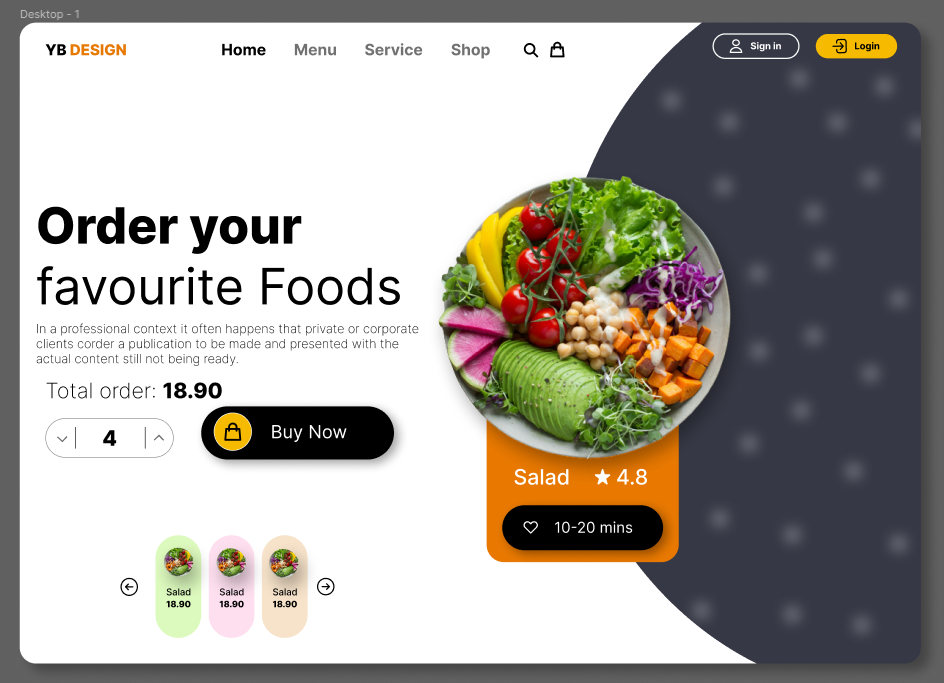 Desktop - 1
YB DESIGN
Home Menu Service Shop
Sign in
Login
Order your
favourite Foods
In a professional context it often happens that private or corporate
clients corder a publication to be made and presented with the
actual content still not being ready.
Total order: 18.90
4
Buy Now
Salad 4.8
10-20 mins
Salad
18.90
Salad
18.90
Salad
18.90